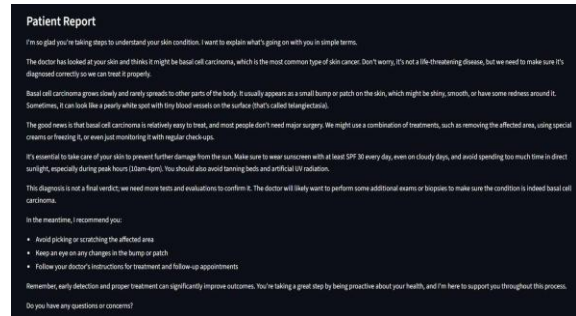 Patient Report
I'm so glad you're taking steps to understand your skin condition. I want to explain what's going on with you in simple terms.
The doctor has looked at your skin and thinks it might be basal cell carcinoma, which is the most common type of skin cancer. Don't worry, it's not a life-threatening disease, but we need to make sure it's
diagnosed correctly so we can treat it properly.
Basal cell carcinoma grows slowly and rarely spreads to other parts of the body. It usually appears as a small bump or patch on the skin, which might be shiny, smooth, or have some redness around it.
Sometimes, it can look like a pearly white spot with tiny blood vessels on the surface (that's called telangiectasia).
The good news is that basal cell carcinoma is relatively easy to treat, and most people don't need major surgery. We might use a combination of treatments, such as removing the affected area, using special
creams or freezing it, or even just monitoring it with regular check-ups.
It's essential to take care of your skin to prevent further damage from the sun. Make sure to wear sunscreen with at least SPF 30 every day, even on cloudy days, and avoid spending too much time in direct
sunlight, especially during peak hours (10am-4pm). You should also avoid tanning beds and artificial UV radiation.
This diagnosis is not a final verdict; we need more tests and evaluations to confirm it. The doctor will likely want to perform some additional exams or biopsies to make sure the condition is indeed basal cell
carcinoma.
In the meantime, I recommend you:
• Avoid picking or scratching the affected area
• Keep an eye on any changes in the bump or patch
• Follow your doctor's instructions for treatment and follow-up appointments
Remember, early detection and proper treatment can significantly improve outcomes. You're taking a great step by being proactive about your health, and I'm here to support you throughout this process.
Do you have any questions or concerns?